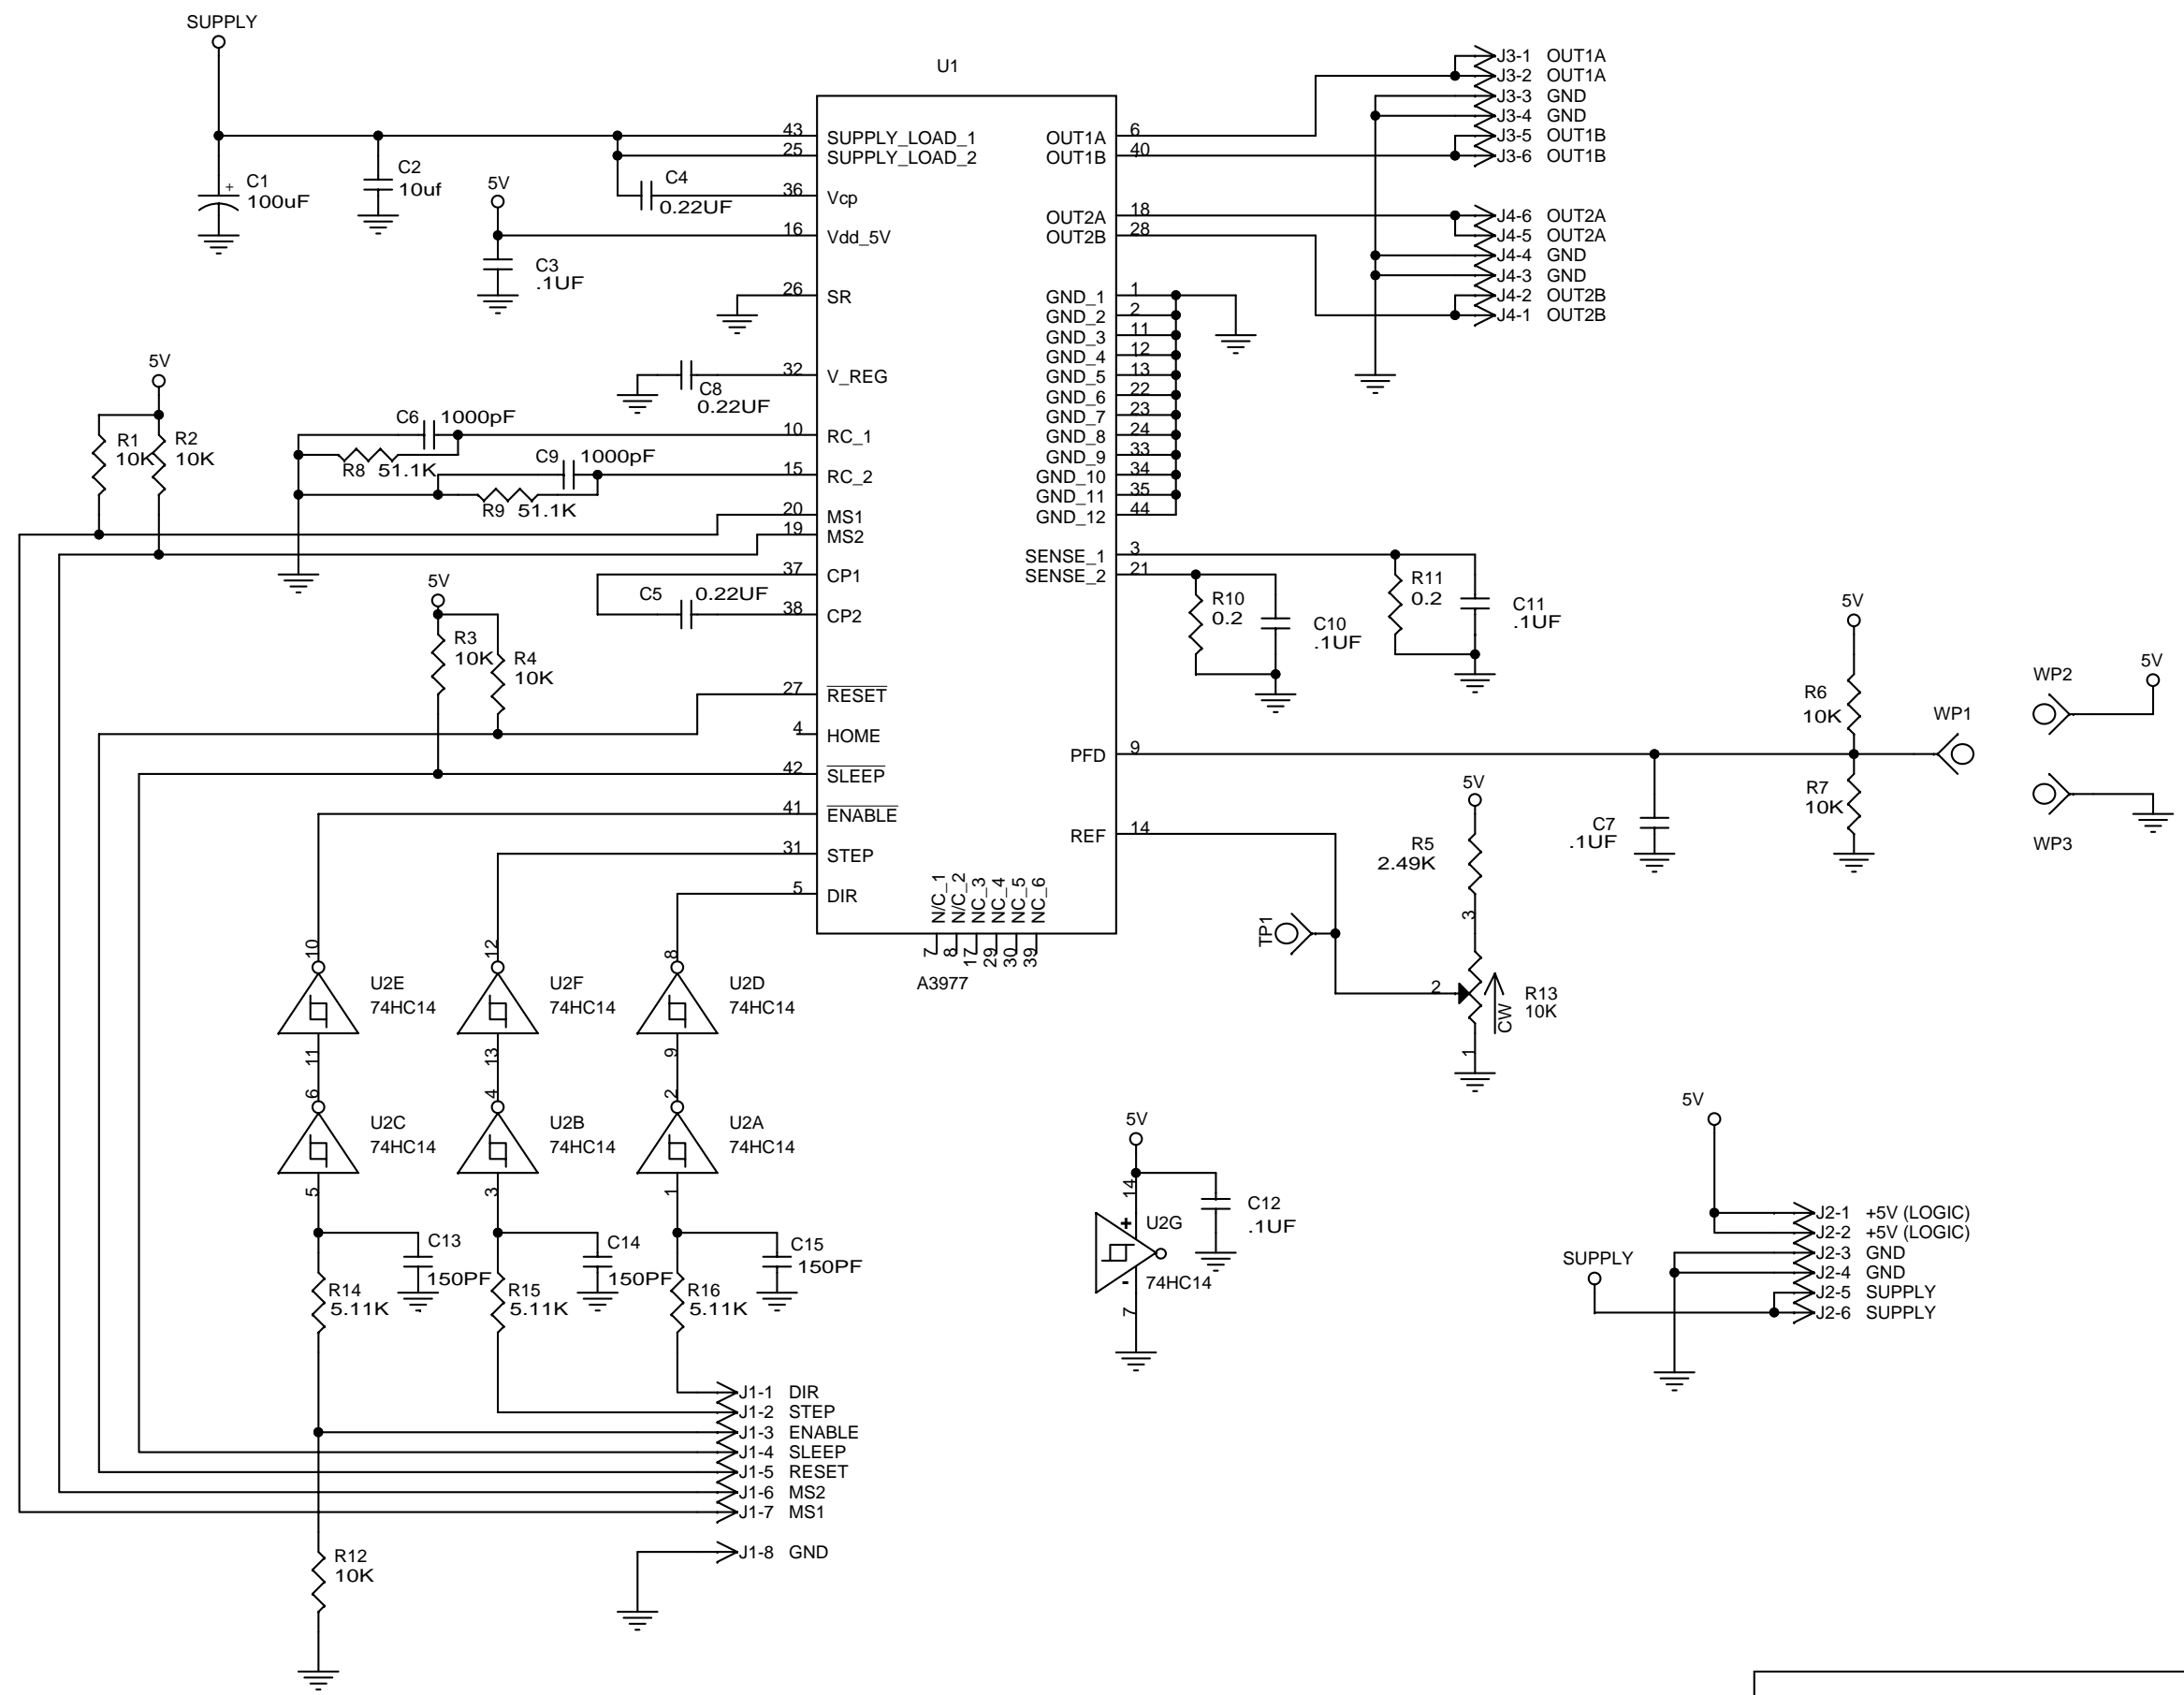 SUPPLY
U1
J3-1 OUT1A
J3-2 OUT1A
J3-3 GND
J3-4 GND
J3-5 OUT1B
J3-6 OUT1B
43 SUPPLY_LOAD_1
25 SUPPLY_LOAD_2
OUT1A 6
OUT1B 40
+ C1
100uF
C2
10uf
5V
C4
0.22UF
36 Vcp
16 Vdd_5V
C3
.1UF
OUT2A 18
OUT2B 28
J4-6 OUT2A
J4-5 OUT2A
J4-4 GND
J4-3 GND
J4-2 OUT2B
J4-1 OUT2B
26 SR
GND_1 1
GND_2 2
GND_3 11
GND_4 12
GND_5 13
GND_6 22
GND_7 23
GND_8 24
GND_9 33
GND_10 34
GND_11 35
GND_12 44
5V
32 V_REG
C8
0.22UF
R1
10K
R2
10K
C6 1000pF
10 RC_1
R8 51.1K
C9 1000pF
15 RC_2
R9 51.1K
20 MS1
19 MS2
SENSE_1 3
SENSE_2 21
37 CP1
C5 0.22UF
38 CP2
R10
0.2
C10
.1UF
R11
0.2
C11
.1UF
5V
R3
10K
R4
10K
27 RESET
4 HOME
42 SLEEP
41 ENABLE
31 STEP
5 DIR
PFD 9
REF 14
5V
R6
10K
R7
10K
C7
.1UF
WP1
WP2
5V
WP3
5V
R5
2.49K
3
TP1
2
R13
10K
CW
1
N/C_1
N/C_2
NC_3
NC_4
NC_5
NC_6
7
8
17
29
30
39
A3977
10
U2E
74HC14
11
12
U2F
74HC14
13
8
U2D
74HC14
9
6
U2C
74HC14
5
4
U2B
74HC14
3
2
U2A
74HC14
1
C13
150PF
R14
5.11K
C14
150PF
R15
5.11K
C15
150PF
R16
5.11K
5V
14
C12
.1UF
+ U2G
- 74HC14
7
5V
J2-1 +5V (LOGIC)
J2-2 +5V (LOGIC)
J2-3 GND
J2-4 GND
J2-5 SUPPLY
J2-6 SUPPLY
SUPPLY
J1-1 DIR
J1-2 STEP
J1-3 ENABLE
J1-4 SLEEP
J1-5 RESET
J1-6 MS2
J1-7 MS1
J1-8 GND
R12
10K